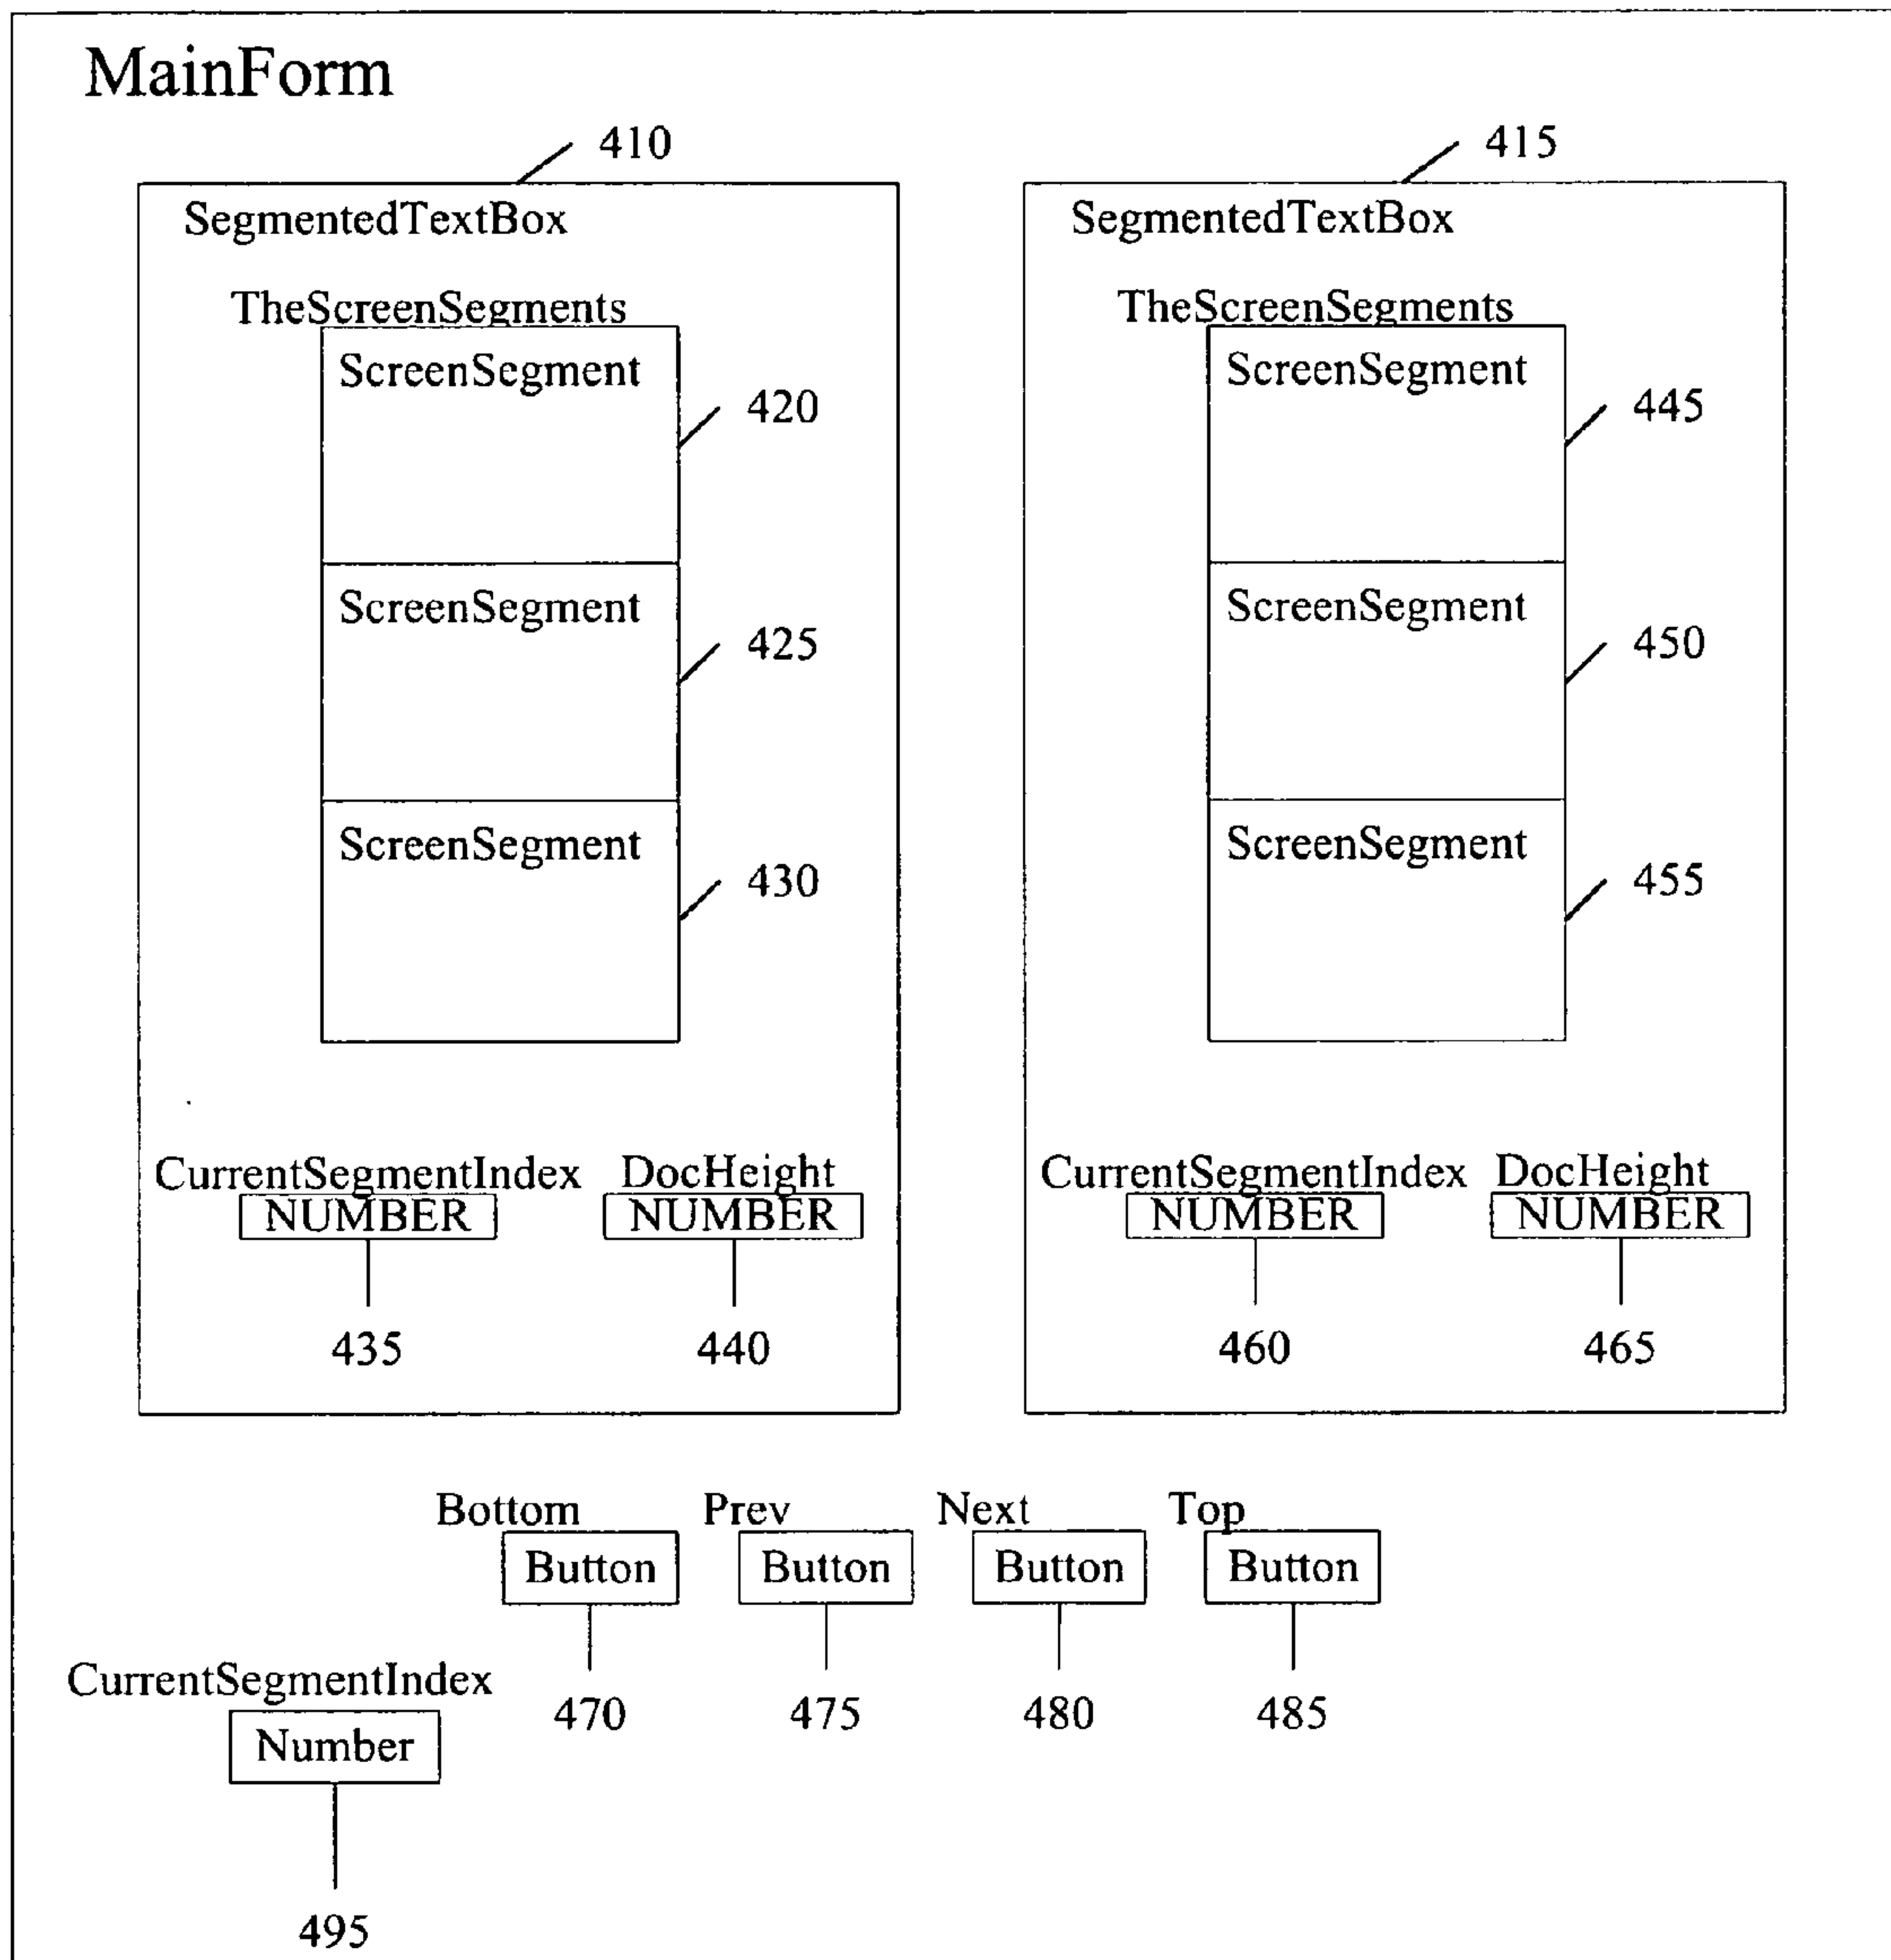 MainForm
410
415
SegmentedTextBox
SegmentedTextBox
TheScreenSegments
TheScreenSegments
ScreenSegment
ScreenSegment
420
445
ScreenSegment
ScreenSegment
425
450
ScreenSegment
ScreenSegment
430
455
CurrentSegmentIndex DocHeight
CurrentSegmentIndex DocHeight
NUMBER NUMBER
NUMBER NUMBER
435 440
460 465
Bottom Prev Next Top
Button Button Button Button
470 475 480 485
CurrentSegmentIndex
Number
495